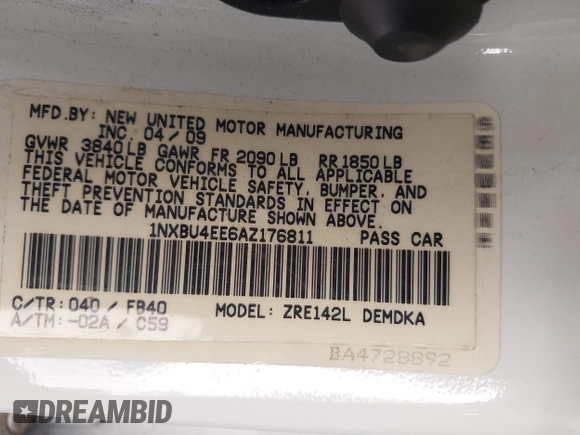 MFD.BY: NEW UNITED MOTOR MANUFACTURING
INC. 04/09
GVWR 3840LB GAWR FR 2090LB RR 1850LB
THIS VEHICLE CONFORMS TO ALL APPLICABLE
FEDERAL MOTOR VEHICLE SAFETY, BUMPER, AND
THEFT PREVENTION STANDARDS IN EFFECT ON
THE DATE OF MANUFACTURE SHOWN ABOVE.
1NXBU4EE6AZ176811 PASS CAR
C/TR: 040 / FB40 MODEL: ZRE142L DEMDKA
A/TM: -02A / C59
BA4728892
DREAMBID